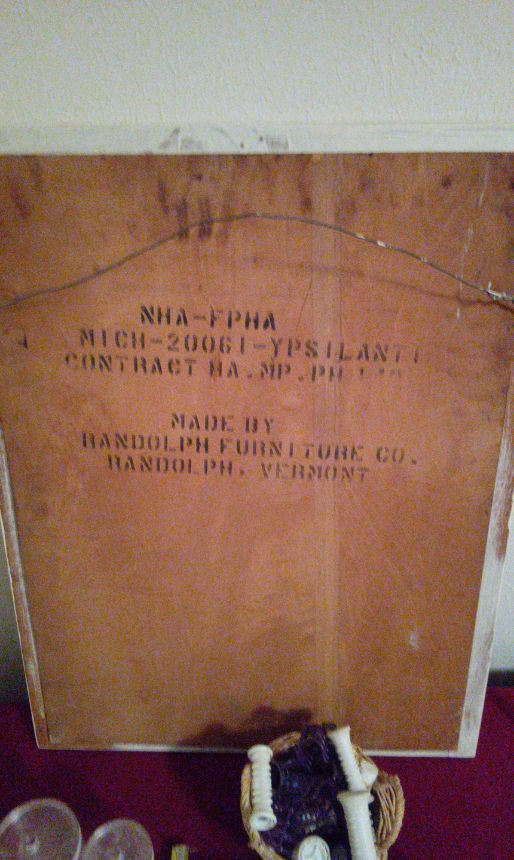 NHA-FPHA
MICH-20061-YPSILANTI
CONTRACT HA.MP.PH
MADE BY
RANDOLPH FURNITURE CO.
RANDOLPH, VERMONT